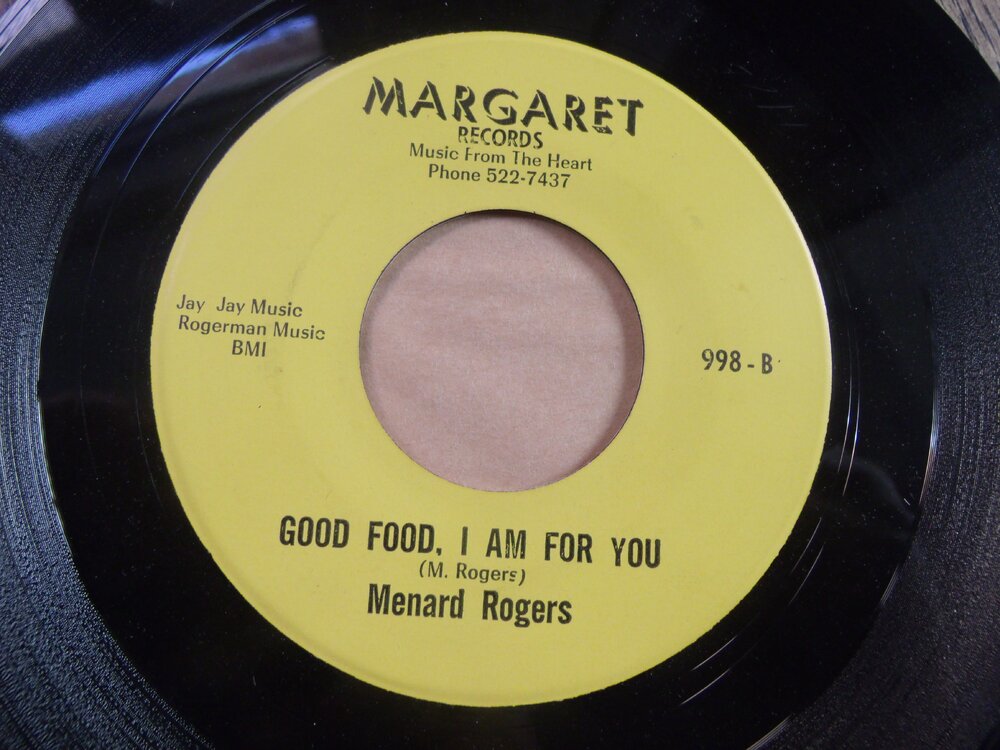 MARGARET
RECORDS
Music From The Heart
Phone 522-7437
Jay Jay Music
Rogerman Music
BMI
998-B
GOOD FOOD, I AM FOR YOU
(M. Rogers)
Menard Rogers